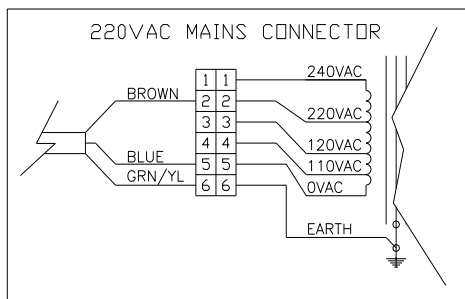 220VAC MAINS CONNECTOR
240VAC
1 1
BROWN 2 2
220VAC
3 3
120VAC
4 4
110VAC
BLUE 5 5
0VAC
GRN/YL 6 6
EARTH